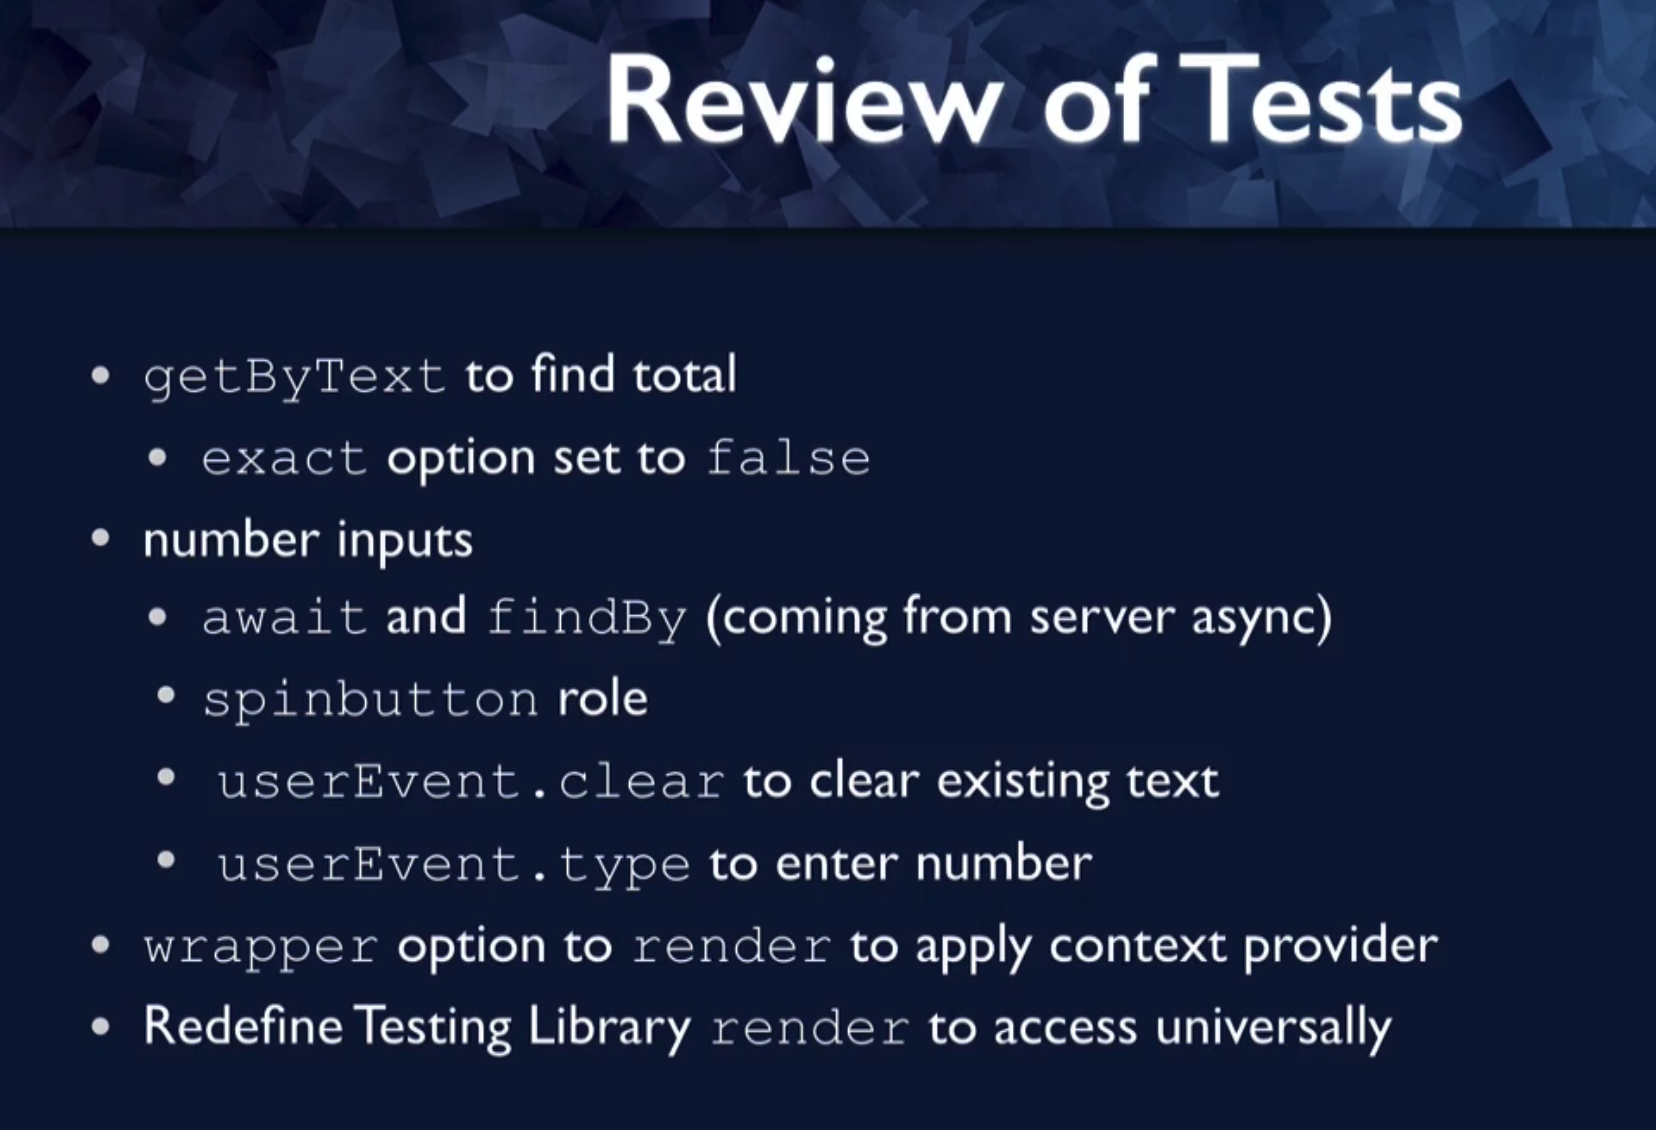 Review of Tests
• getByText to find total
• exact option set to false
• number inputs
• await and findBy (coming from server async)
• spinbutton role
• userEvent.clear to clear existing text
• userEvent.type to enter number
• wrapper option to render to apply context provider
• Redefine Testing Library render to access universally